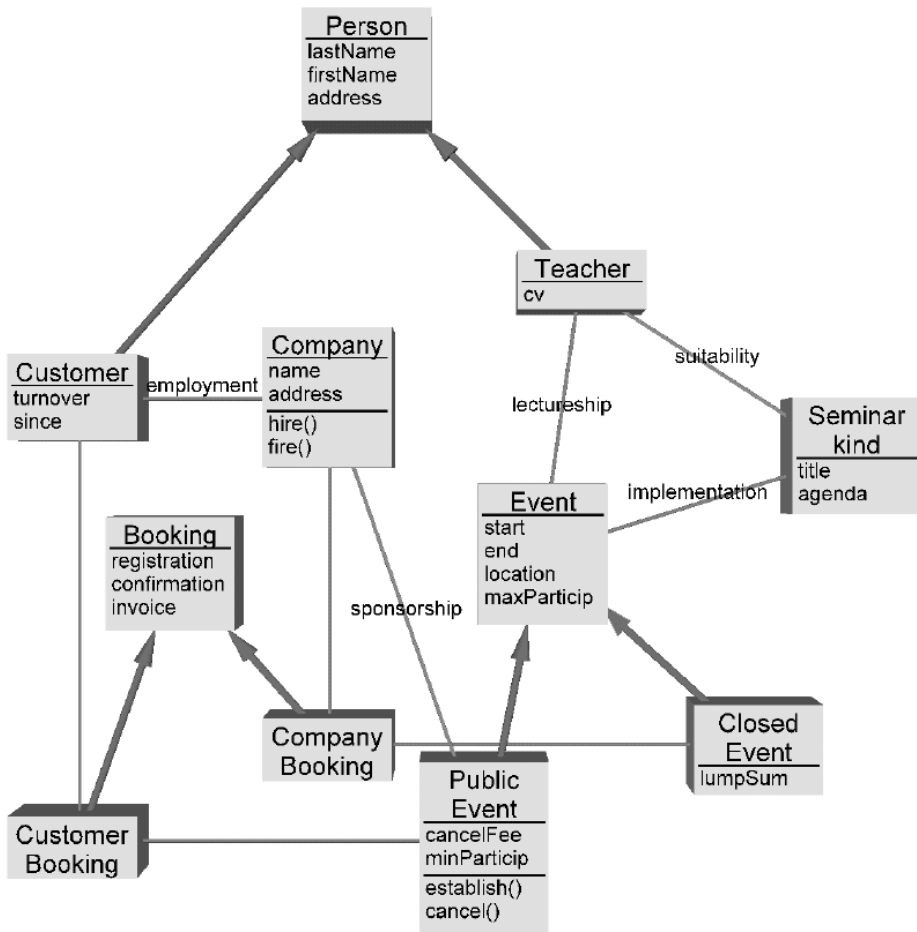 Person
lastName
firstName
address
Teacher
cv
suitability
Company
name
address
hire()
fire()
Customer
turnover
since
employment
lectureship
Seminar
kind
title
agenda
implementation
Event
start
end
location
maxParticip
Booking
registration
confirmation
invoice
sponsorship
Company
Booking
Closed
Event
lumpSum
Public
Event
cancelFee
minParticip
establish()
cancel()
Customer
Booking